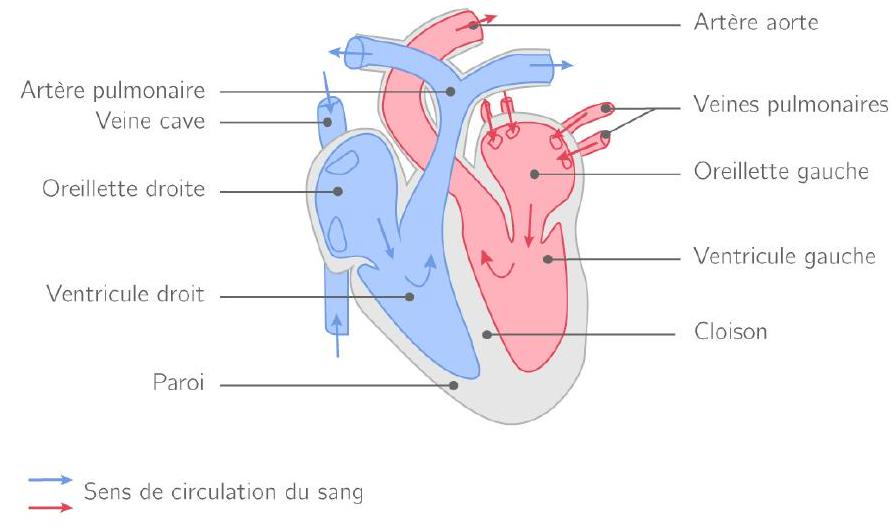 Artère aorte
Artère pulmonaire
Veines pulmonaires
Veine cave
Oreillette gauche
Oreillette droite
Ventricule gauche
Ventricule droit
Cloison
Paroi
Sens de circulation du sang